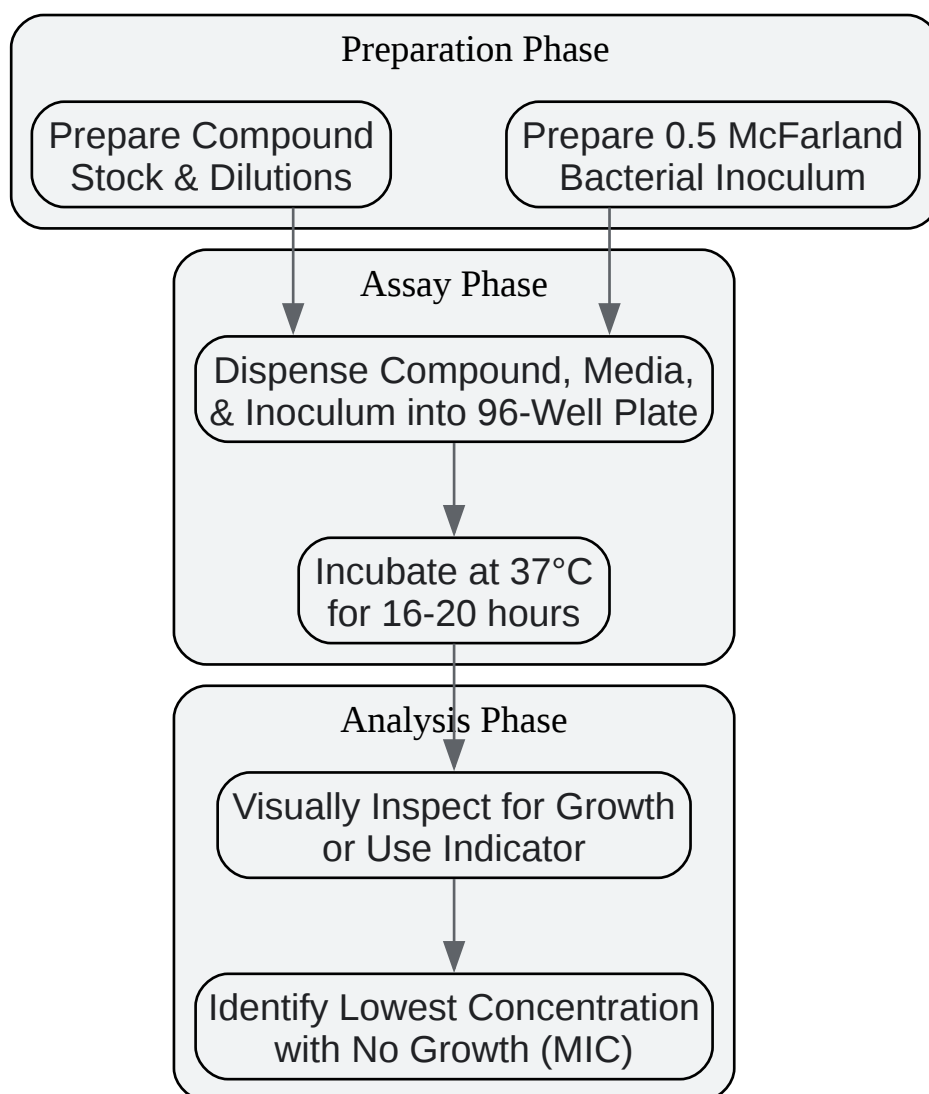 Preparation Phase
Prepare Compound
Stock & Dilutions
Prepare 0.5 McFarland
Bacterial Inoculum
Assay Phase
Dispense Compound, Media,
& Inoculum into 96-Well Plate
Incubate at 37°C
for 16-20 hours
Analysis Phase
Visually Inspect for Growth
or Use Indicator
Identify Lowest Concentration
with No Growth (MIC)